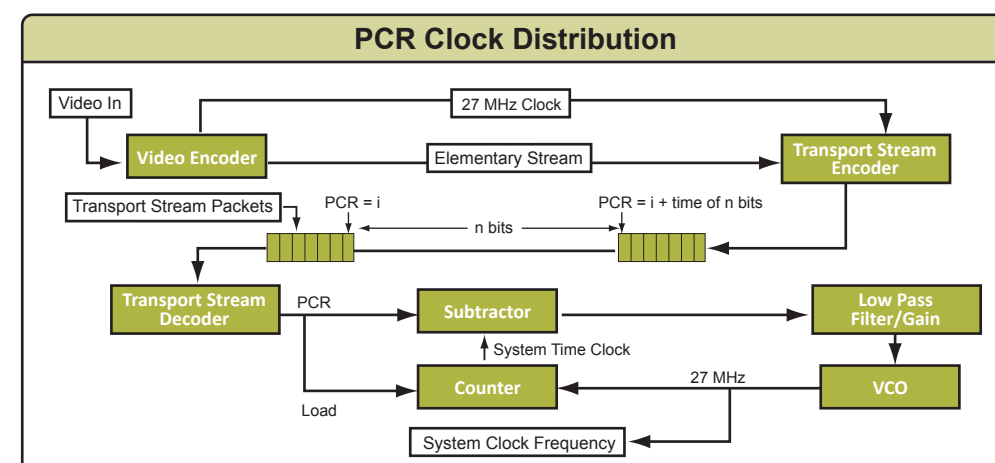 PCR Clock Distribution
Video In
27 MHz Clock
Video Encoder
Elementary Stream
Transport Stream
Encoder
Transport Stream Packets
PCR = i
n bits
PCR = i + time of n bits
Transport Stream
Decoder
PCR
Subtractor
Low Pass
Filter/Gain
System Time Clock
Load
Counter
27 MHz
VCO
System Clock Frequency